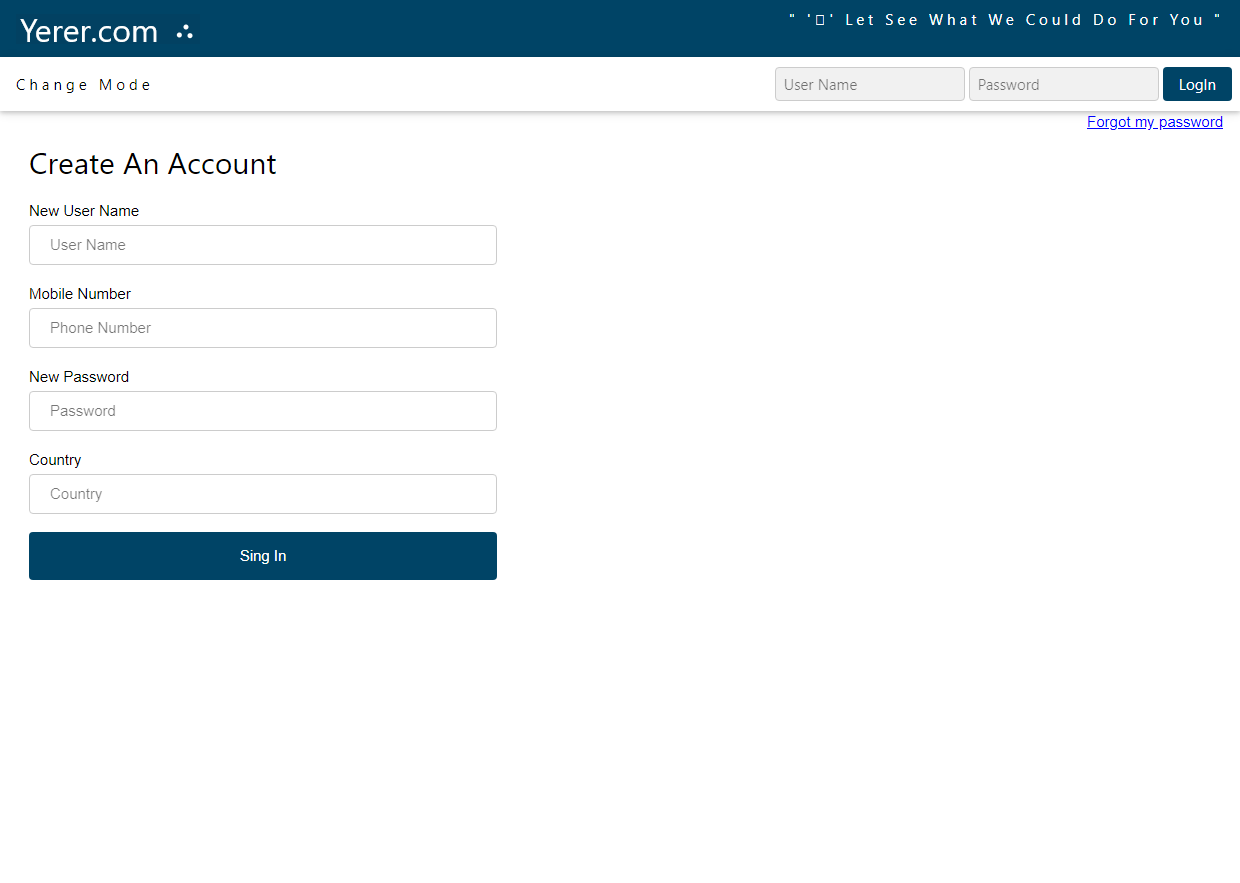 Yerer.com ∴
" '▯' Let See What We Could Do For You "
Change Mode
User Name
Password
LogIn
Forgot my password
Create An Account
New User Name
User Name
Mobile Number
Phone Number
New Password
Password
Country
Country
Sing In